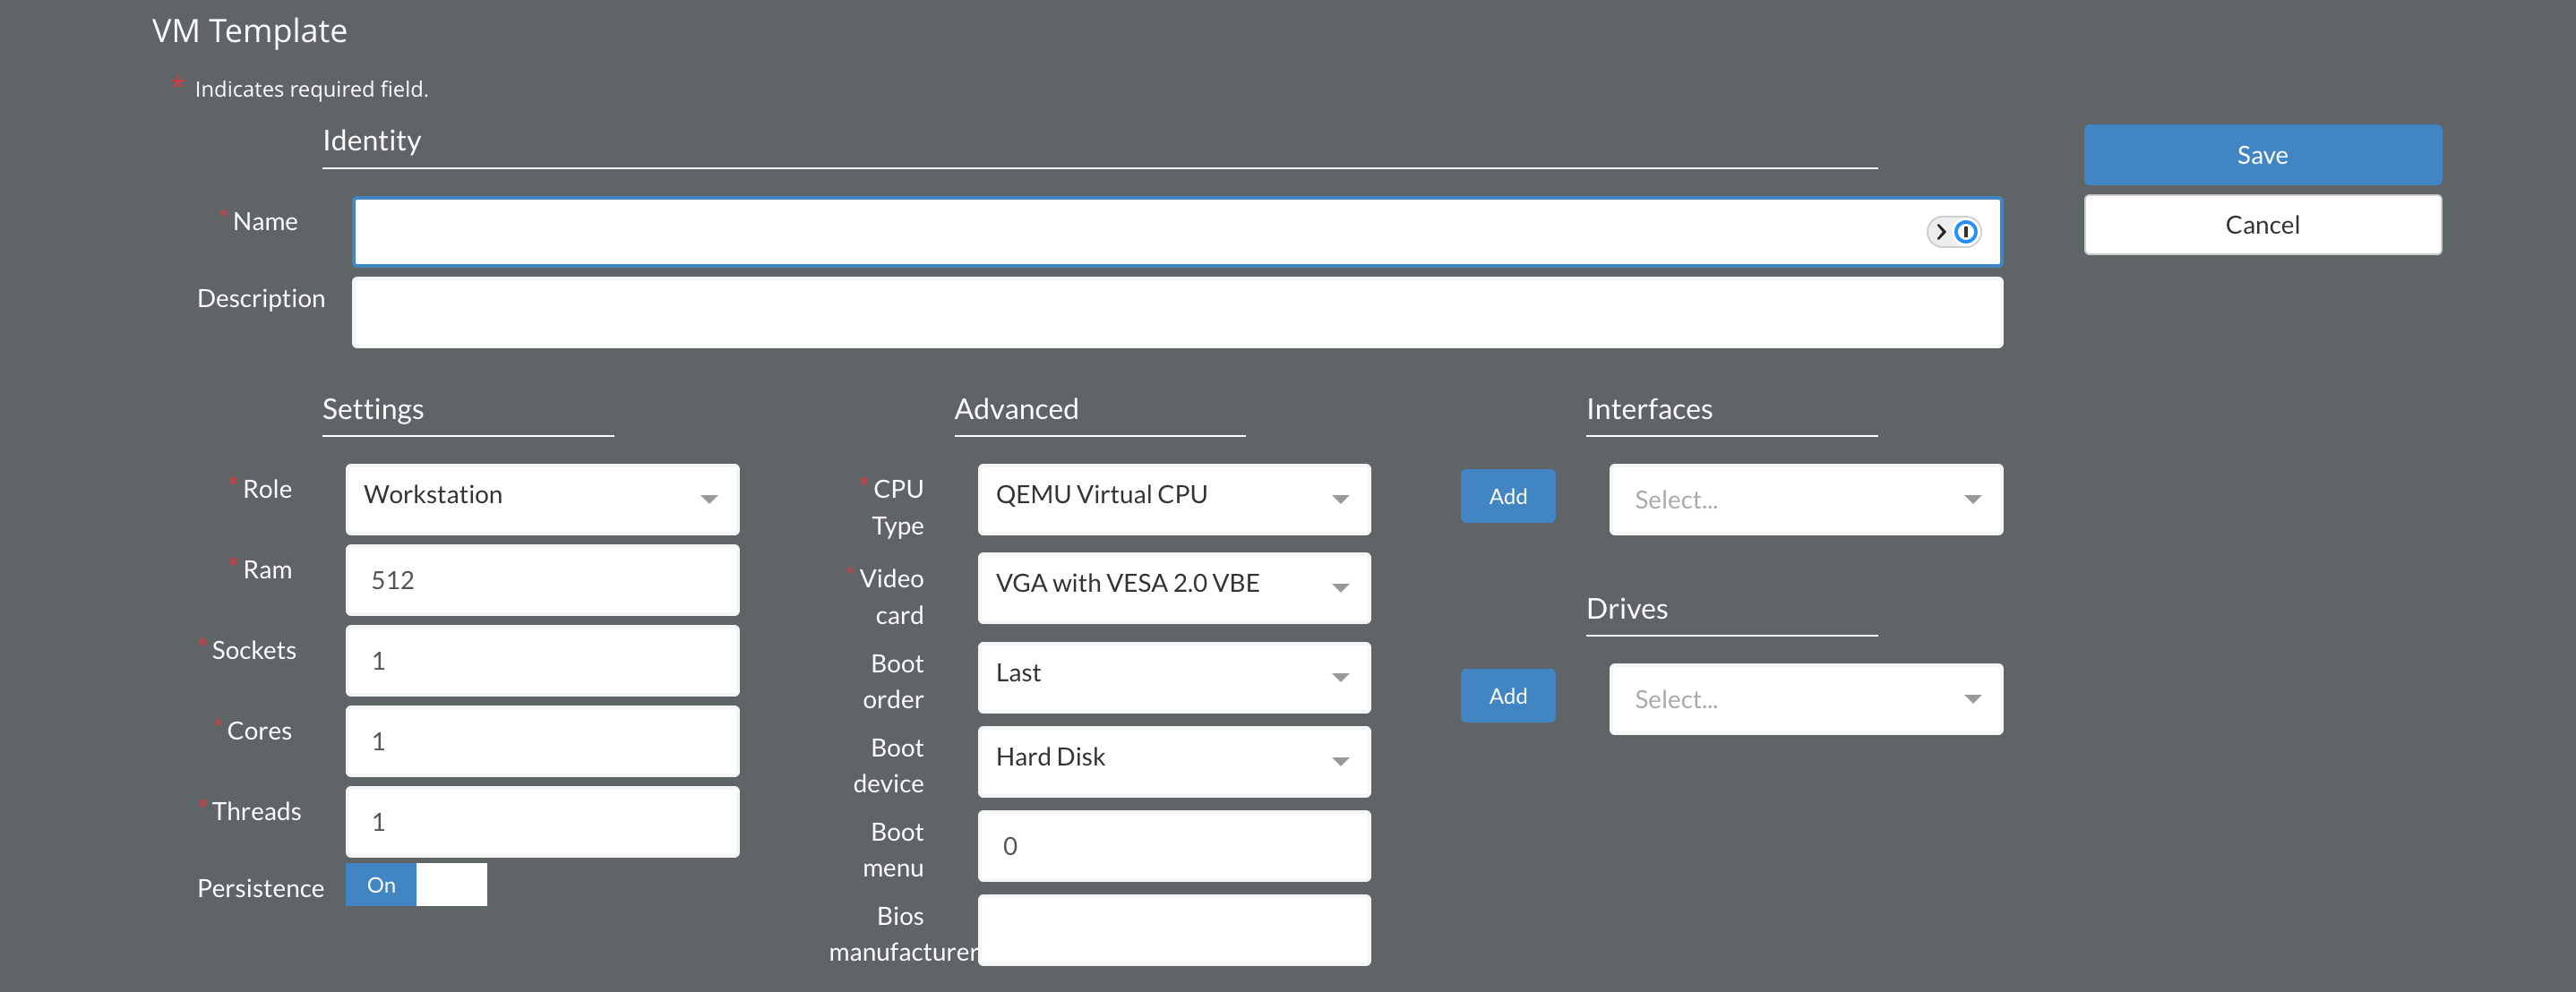 VM Template
* Indicates required field.
Identity
Save
* Name
Cancel
Description
Settings
* Role
Workstation
* Ram
512
* Sockets
1
* Cores
1
* Threads
1
Persistence
On
Advanced
* CPU
Type
QEMU Virtual CPU
* Video
card
VGA with VESA 2.0 VBE
Boot
order
Last
Boot
device
Hard Disk
Boot
menu
0
Bios
manufacturer
Interfaces
Add
Select...
Drives
Add
Select...